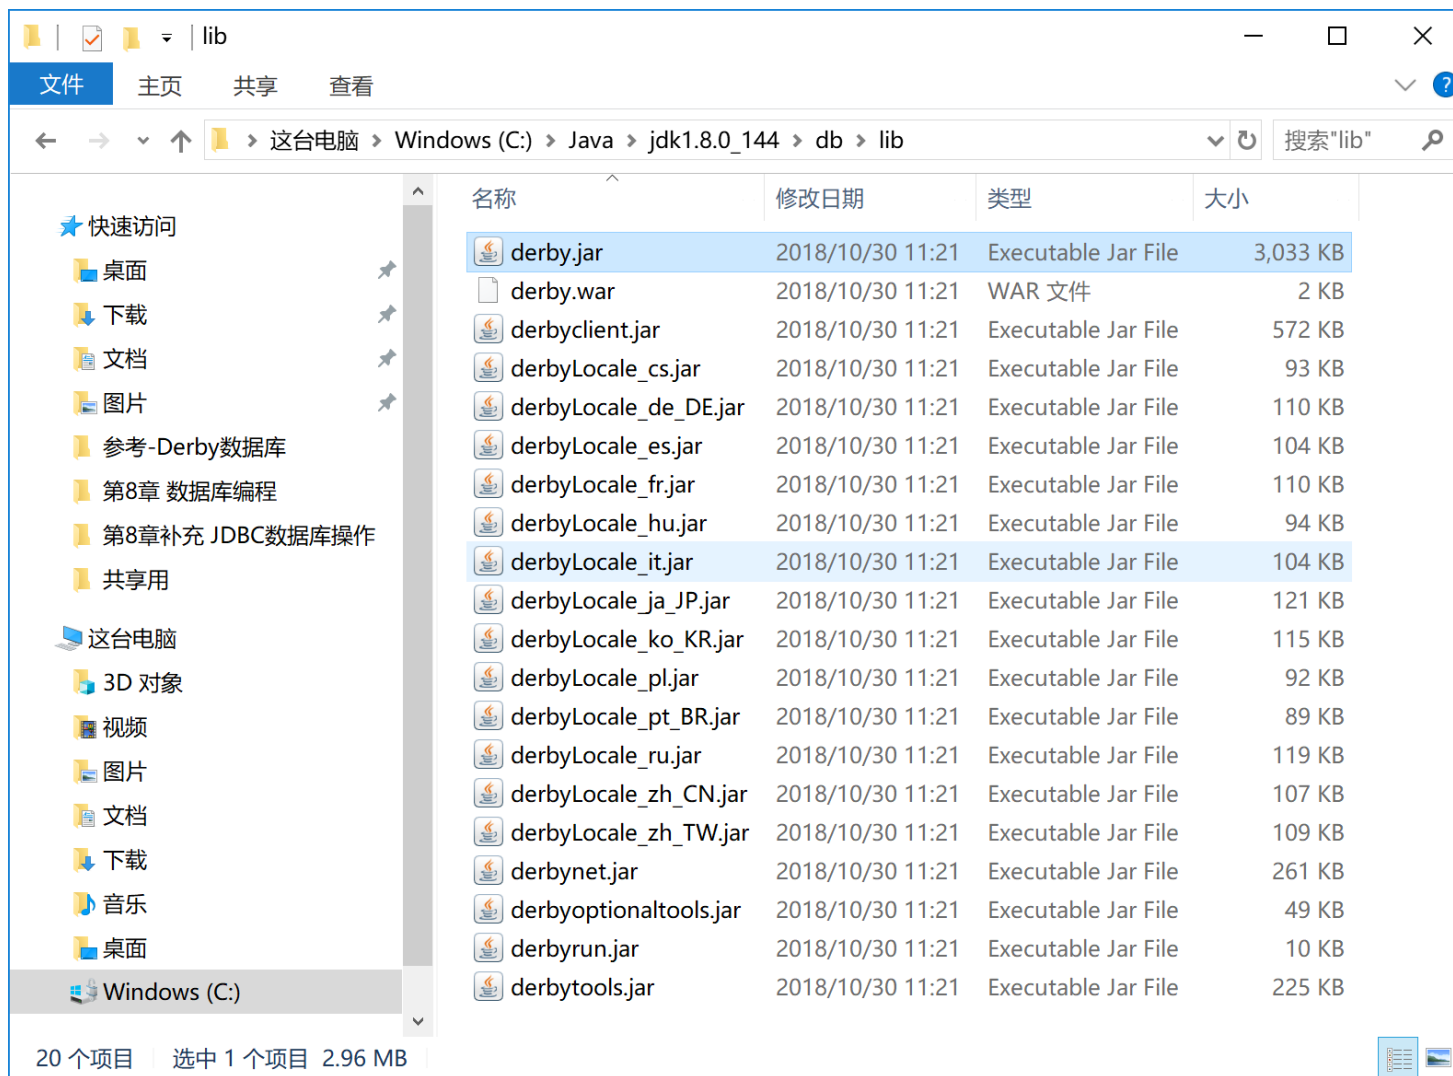 lib
文件 主页 共享 查看 ?
这台电脑 Windows (C:) Java jdk1.8.0_144 db lib 搜索"lib"
快速访问
桌面
下载
文档
图片
参考-Derby数据库
第8章 数据库编程
第8章补充 JDBC数据库操作
共享用
这台电脑
3D 对象
视频
图片
文档
下载
音乐
桌面
Windows (C:)
名称 修改日期 类型 大小
derby.jar 2018/10/30 11:21 Executable Jar File 3,033 KB
derby.war 2018/10/30 11:21 WAR 文件 2 KB
derbyclient.jar 2018/10/30 11:21 Executable Jar File 572 KB
derbyLocale_cs.jar 2018/10/30 11:21 Executable Jar File 93 KB
derbyLocale_de_DE.jar 2018/10/30 11:21 Executable Jar File 110 KB
derbyLocale_es.jar 2018/10/30 11:21 Executable Jar File 104 KB
derbyLocale_fr.jar 2018/10/30 11:21 Executable Jar File 110 KB
derbyLocale_hu.jar 2018/10/30 11:21 Executable Jar File 94 KB
derbyLocale_it.jar 2018/10/30 11:21 Executable Jar File 104 KB
derbyLocale_ja_JP.jar 2018/10/30 11:21 Executable Jar File 121 KB
derbyLocale_ko_KR.jar 2018/10/30 11:21 Executable Jar File 115 KB
derbyLocale_pl.jar 2018/10/30 11:21 Executable Jar File 92 KB
derbyLocale_pt_BR.jar 2018/10/30 11:21 Executable Jar File 89 KB
derbyLocale_ru.jar 2018/10/30 11:21 Executable Jar File 119 KB
derbyLocale_zh_CN.jar 2018/10/30 11:21 Executable Jar File 107 KB
derbyLocale_zh_TW.jar 2018/10/30 11:21 Executable Jar File 109 KB
derbynet.jar 2018/10/30 11:21 Executable Jar File 261 KB
derbyoptionaltools.jar 2018/10/30 11:21 Executable Jar File 49 KB
derbyrun.jar 2018/10/30 11:21 Executable Jar File 10 KB
derbytools.jar 2018/10/30 11:21 Executable Jar File 225 KB
20 个项目 选中 1 个项目 2.96 MB